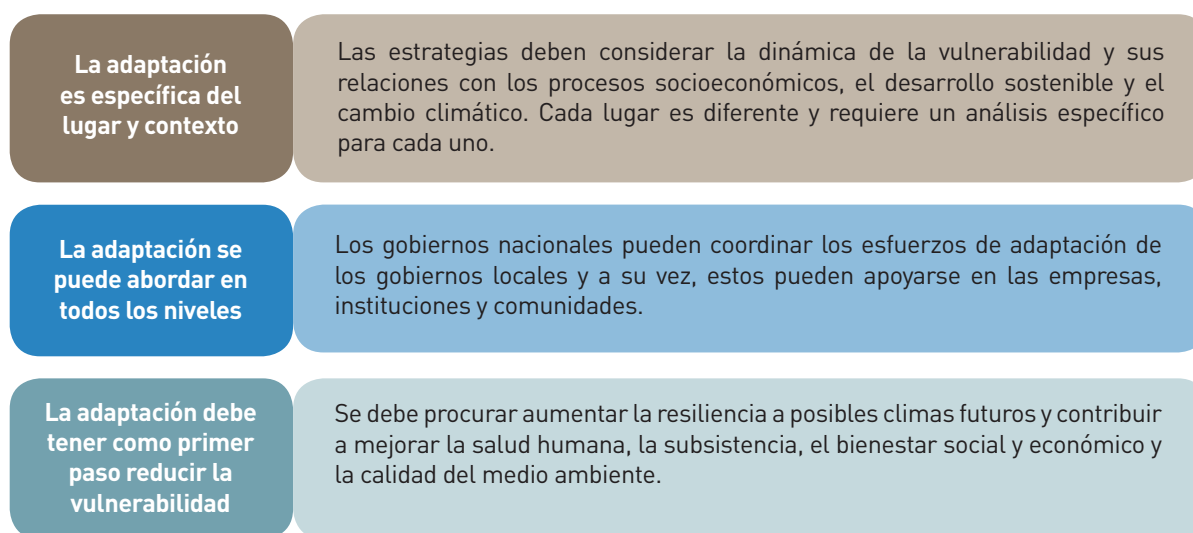 La adaptación
es específica del
lugar y contexto
Las estrategias deben considerar la dinámica de la vulnerabilidad y sus
relaciones con los procesos socioeconómicos, el desarrollo sostenible y el
cambio climático. Cada lugar es diferente y requiere un análisis específico
para cada uno.
La adaptación se
puede abordar en
todos los niveles
Los gobiernos nacionales pueden coordinar los esfuerzos de adaptación de
los gobiernos locales y a su vez, estos pueden apoyarse en las empresas,
instituciones y comunidades.
La adaptación debe
tener como primer
paso reducir la
vulnerabilidad
Se debe procurar aumentar la resiliencia a posibles climas futuros y contribuir
a mejorar la salud humana, la subsistencia, el bienestar social y económico y
la calidad del medio ambiente.